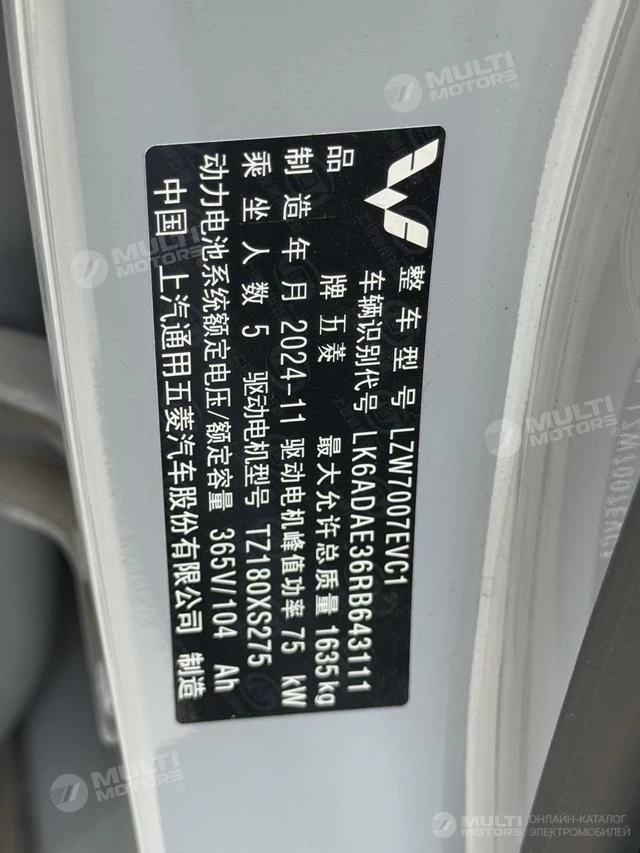 整车型号 LZW7007EVC1
车辆识别代号 LK6ADAE36RB643111
品 牌 五菱 最大允许总质量 1635kg
制造年月 2024-11 驱动电机峰值功率 75 kW
乘坐人数 5 驱动电机型号 TZ180XS275
动力电池系统额定电压/额定容量 365V/104 Ah
中国 上汽通用五菱汽车股份有限公司 制造
MULTI MOTORS®
MULTI MOTORS®
MULTI MOTORS®
MULTI MOTORS®
MULTI MOTORS
ОНЛАЙН-КАТАЛОГ
ЭЛЕКТРОМОБИЛЕЙ